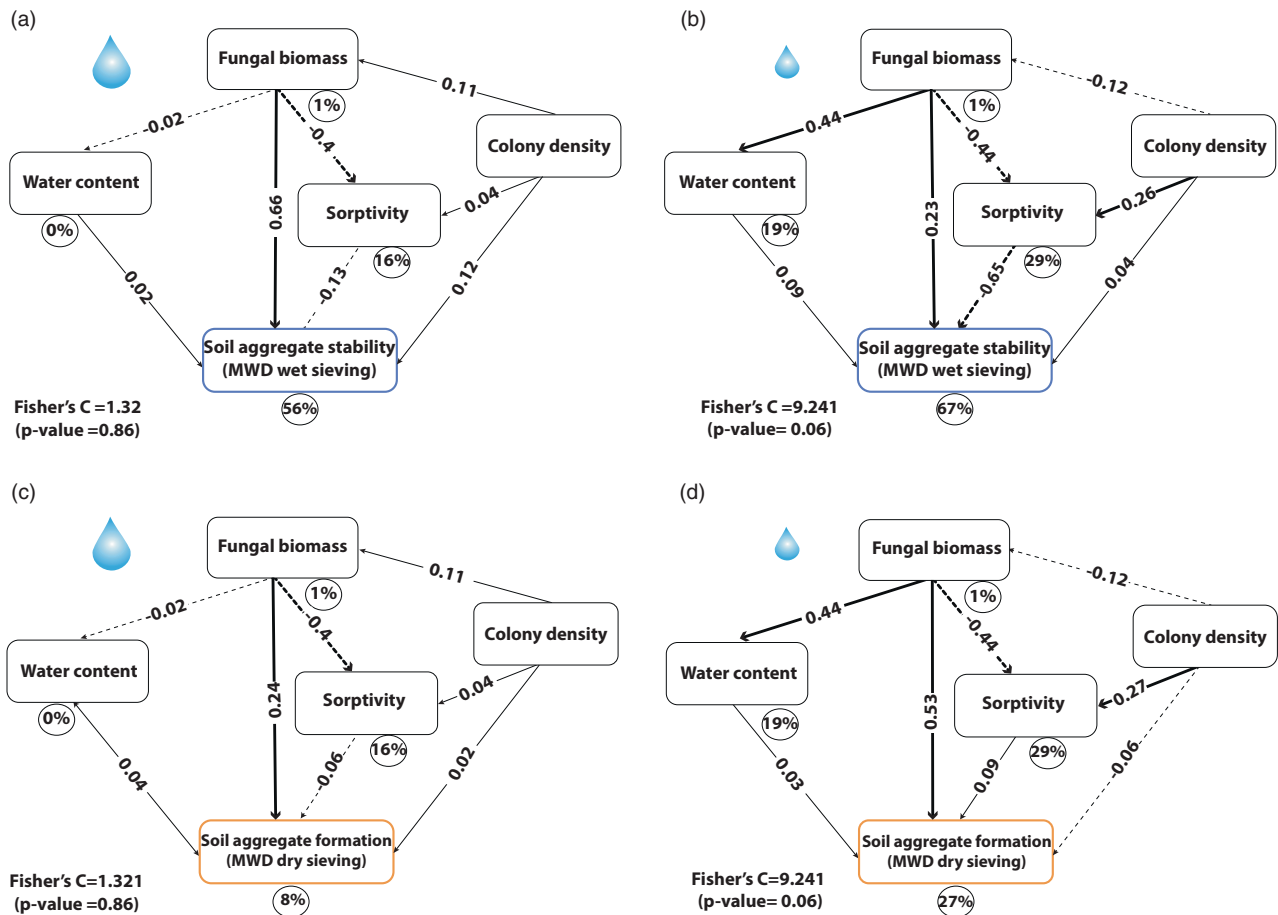 (a)
Fungal biomass
1%
0.11
-0.02
-0.4
Colony density
Water content
0%
0.66
Sorptivity
0.04
16%
0.02
-0.13
0.12
Soil aggregate stability
(MWD wet sieving)
56%
Fisher's C =1.32
(p-value =0.86)
(b)
Fungal biomass
1%
-0.12
0.44
-0.44
Colony density
Water content
19%
0.23
Sorptivity
0.26
29%
0.09
-0.65
0.04
Soil aggregate stability
(MWD wet sieving)
67%
Fisher's C =9.241
(p-value= 0.06)
(c)
Fungal biomass
1%
0.11
-0.02
-0.4
Colony density
Water content
0%
0.24
Sorptivity
0.04
16%
0.04
-0.06
0.02
Soil aggregate formation
(MWD dry sieving)
8%
Fisher's C=1.321
(p-value =0.86)
(d)
Fungal biomass
1%
-0.12
0.44
-0.44
Colony density
Water content
19%
0.53
Sorptivity
0.27
29%
0.03
0.09
-0.06
Soil aggregate formation
(MWD dry sieving)
27%
Fisher's C=9.241
(p-value= 0.06)